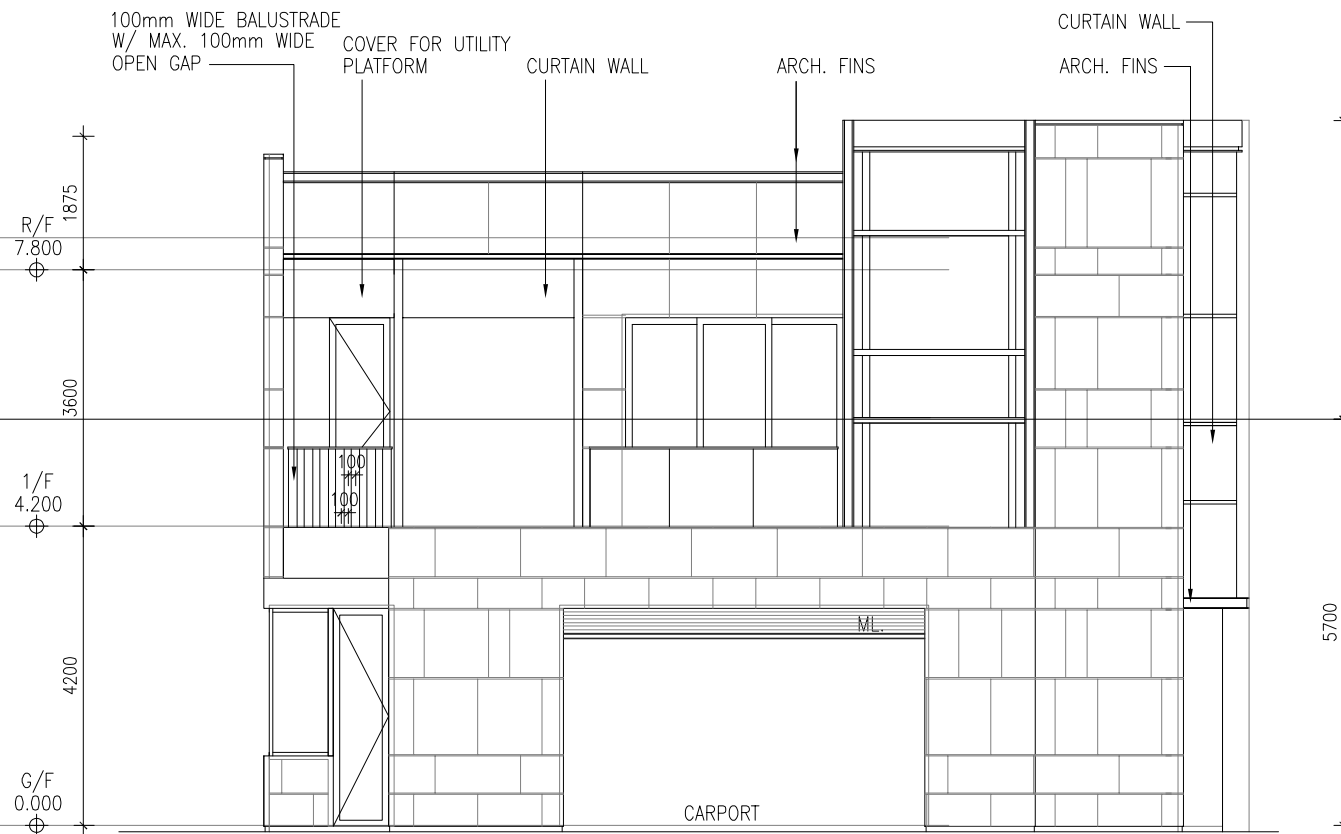 100mm WIDE BALUSTRADE
W/ MAX. 100mm WIDE
OPEN GAP
COVER FOR UTILITY
PLATFORM
CURTAIN WALL
ARCH. FINS
CURTAIN WALL
ARCH. FINS
1875
R/F
7.800
3600
100
100
1/F
4.200
4200
ML.
5700
G/F
0.000
CARPORT